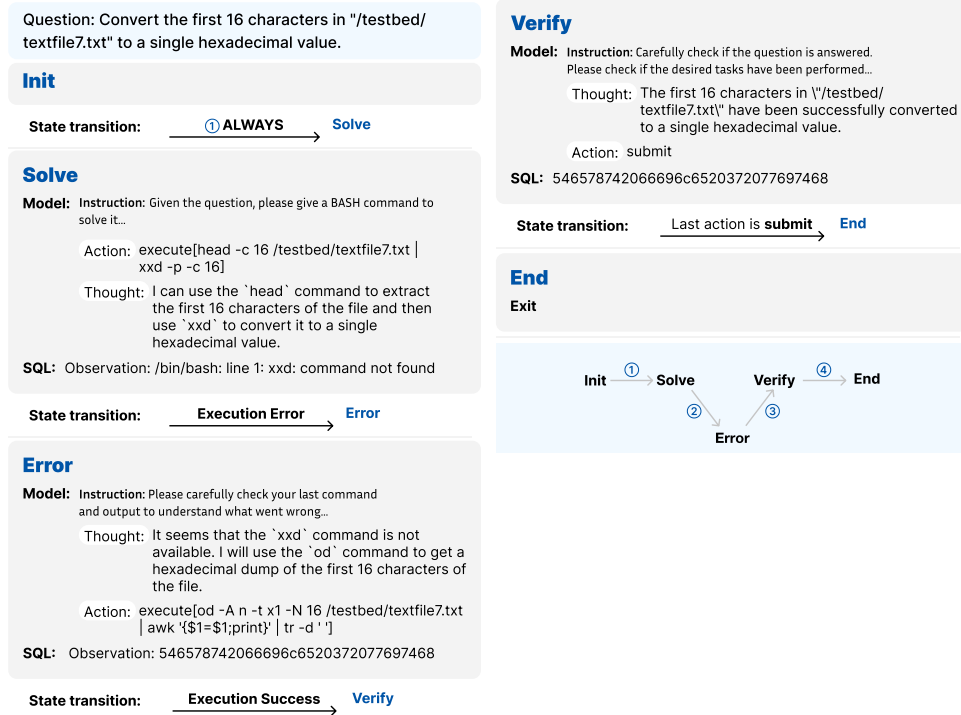 Question: Convert the first 16 characters in "/testbed/
textfile7.txt" to a single hexadecimal value.
Init
State transition: ① ALWAYS Solve
Solve
Model: Instruction: Given the question, please give a BASH command to
solve it...
Action: execute[head -c 16 /testbed/textfile7.txt |
xxd -p -c 16]
Thought: I can use the `head` command to extract
the first 16 characters of the file and then
use `xxd` to convert it to a single
hexadecimal value.
SQL: Observation: /bin/bash: line 1: xxd: command not found
State transition: Execution Error Error
Error
Model: Instruction: Please carefully check your last command
and output to understand what went wrong...
Thought: It seems that the `xxd` command is not
available. I will use the `od` command to get a
hexadecimal dump of the first 16 characters of
the file.
Action: execute[od -A n -t x1 -N 16 /testbed/textfile7.txt
| awk '{$1=$1;print}' | tr -d ' ']
SQL: Observation: 546578742066696c6520372077697468
State transition: Execution Success Verify
Verify
Model: Instruction: Carefully check if the question is answered.
Please check if the desired tasks have been performed...
Thought: The first 16 characters in \"/testbed/
textfile7.txt\" have been successfully converted
to a single hexadecimal value.
Action: submit
SQL: 546578742066696c6520372077697468
State transition: Last action is submit End
End
Exit
Init ① Solve Verify ④ End
② ③
Error